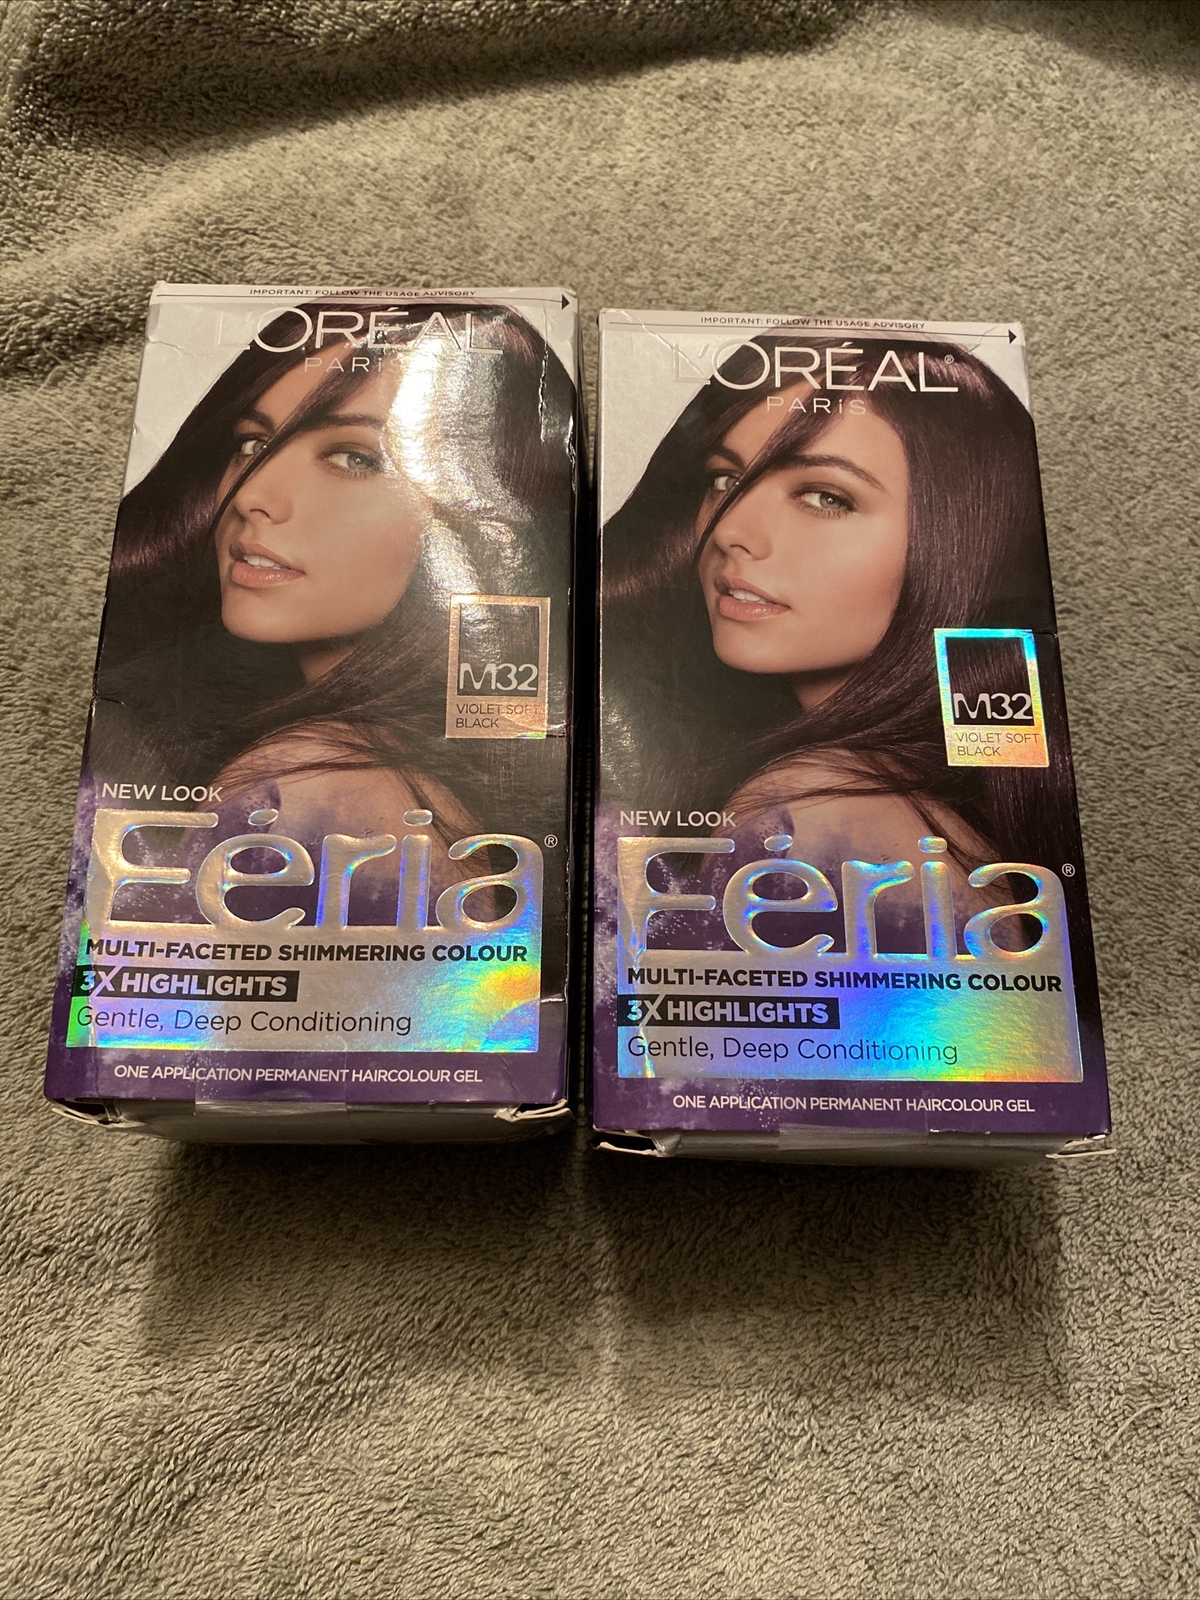 IMPORTANT: FOLLOW THE USAGE ADVISORY
L'ORÉAL
PARiS
M32
VIOLET SOFT
BLACK
NEW LOOK
Féria®
MULTI-FACETED SHIMMERING COLOUR
3X HIGHLIGHTS
Gentle, Deep Conditioning
ONE APPLICATION PERMANENT HAIRCOLOUR GEL
IMPORTANT: FOLLOW THE USAGE ADVISORY
L'ORÉAL®
PARiS
M32
VIOLET SOFT
BLACK
NEW LOOK
Féria®
MULTI-FACETED SHIMMERING COLOUR
3X HIGHLIGHTS
Gentle, Deep Conditioning
ONE APPLICATION PERMANENT HAIRCOLOUR GEL